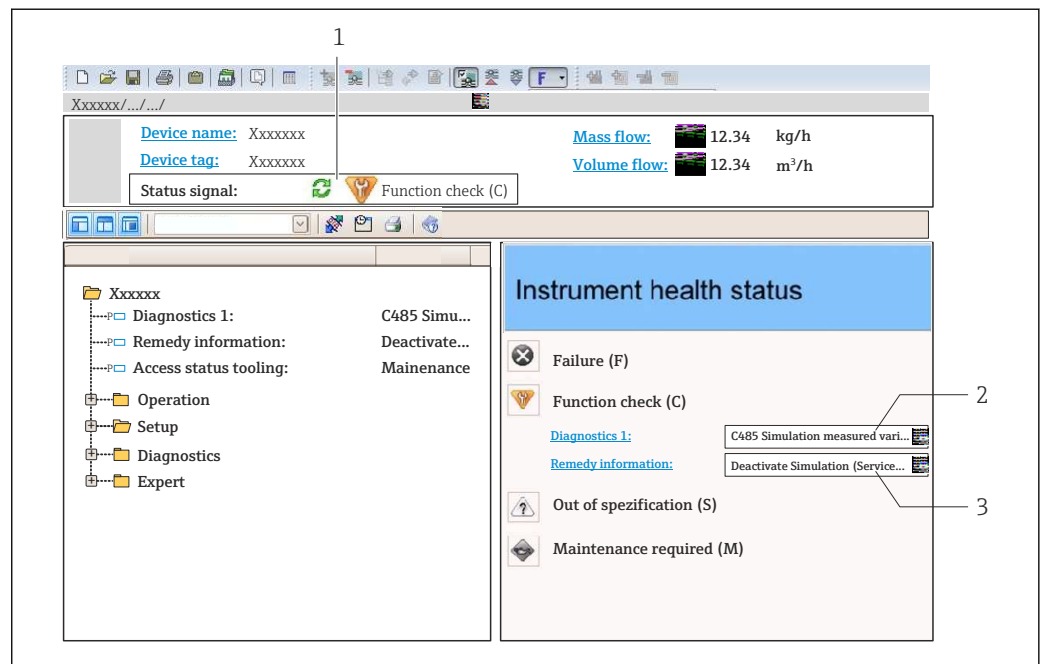 1
F
Xxxxxx/.../.../
Device name: Xxxxxxx
Mass flow: 12.34 kg/h
Device tag: Xxxxxxx
Volume flow: 12.34 m³/h
Status signal: Function check (C)
Xxxxxx
Diagnostics 1: C485 Simu...
Remedy information: Deactivate...
Access status tooling: Mainenance
Operation
Setup
Diagnostics
Expert
Instrument health status
Failure (F)
Function check (C)
2
Diagnostics 1: C485 Simulation measured vari...
Remedy information: Deactivate Simulation (Service...
Out of spezification (S)
3
Maintenance required (M)